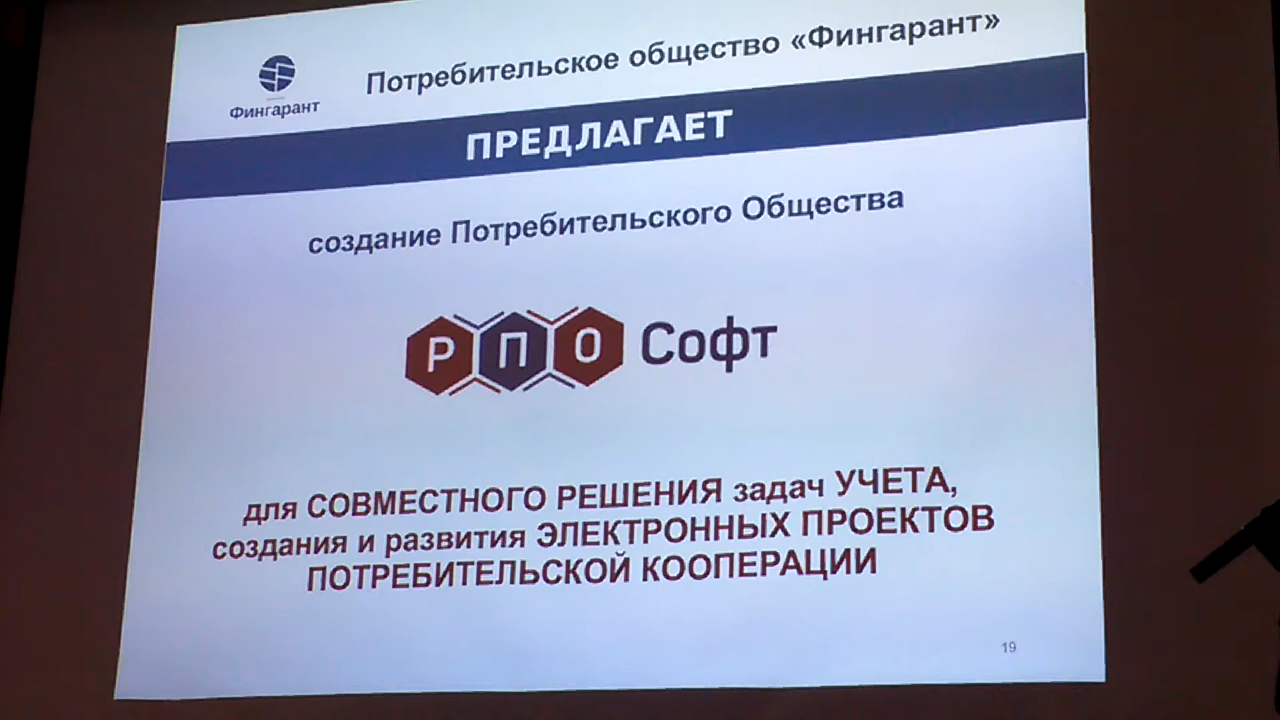 Потребительское общество «Фингарант»
Фингарант
ПРЕДЛАГАЕТ
создание Потребительского Общества
РПО Софт
для СОВМЕСТНОГО РЕШЕНИЯ задач УЧЕТА,
создания и развития ЭЛЕКТРОННЫХ ПРОЕКТОВ
ПОТРЕБИТЕЛЬСКОЙ КООПЕРАЦИИ
19